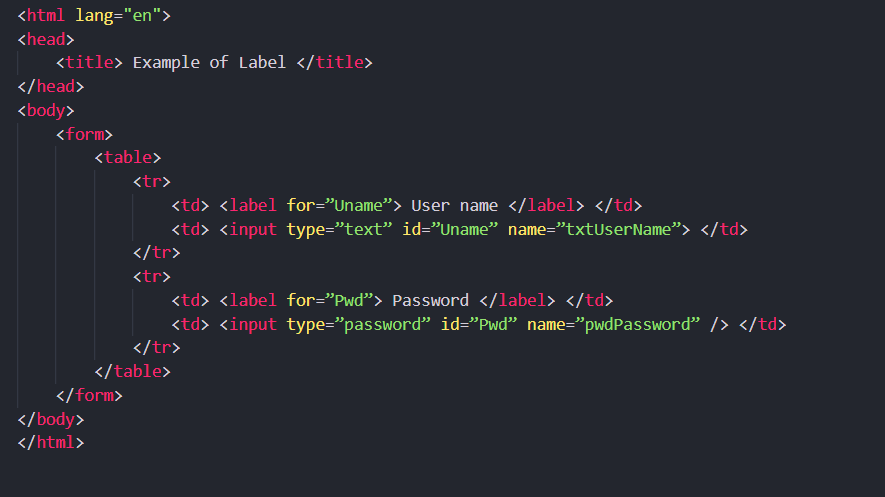 <html lang="en">
<head>
    <title> Example of Label </title>
</head>
<body>
    <form>
        <table>
            <tr>
                <td> <label for=”Uname”> User name </label> </td>
                <td> <input type=”text” id=”Uname” name=”txtUserName”> </td>
            </tr>
            <tr>
                <td> <label for=”Pwd”> Password </label> </td>
                <td> <input type=”password” id=”Pwd” name=”pwdPassword” /> </td>
            </tr>
        </table>
    </form>
</body>
</html>